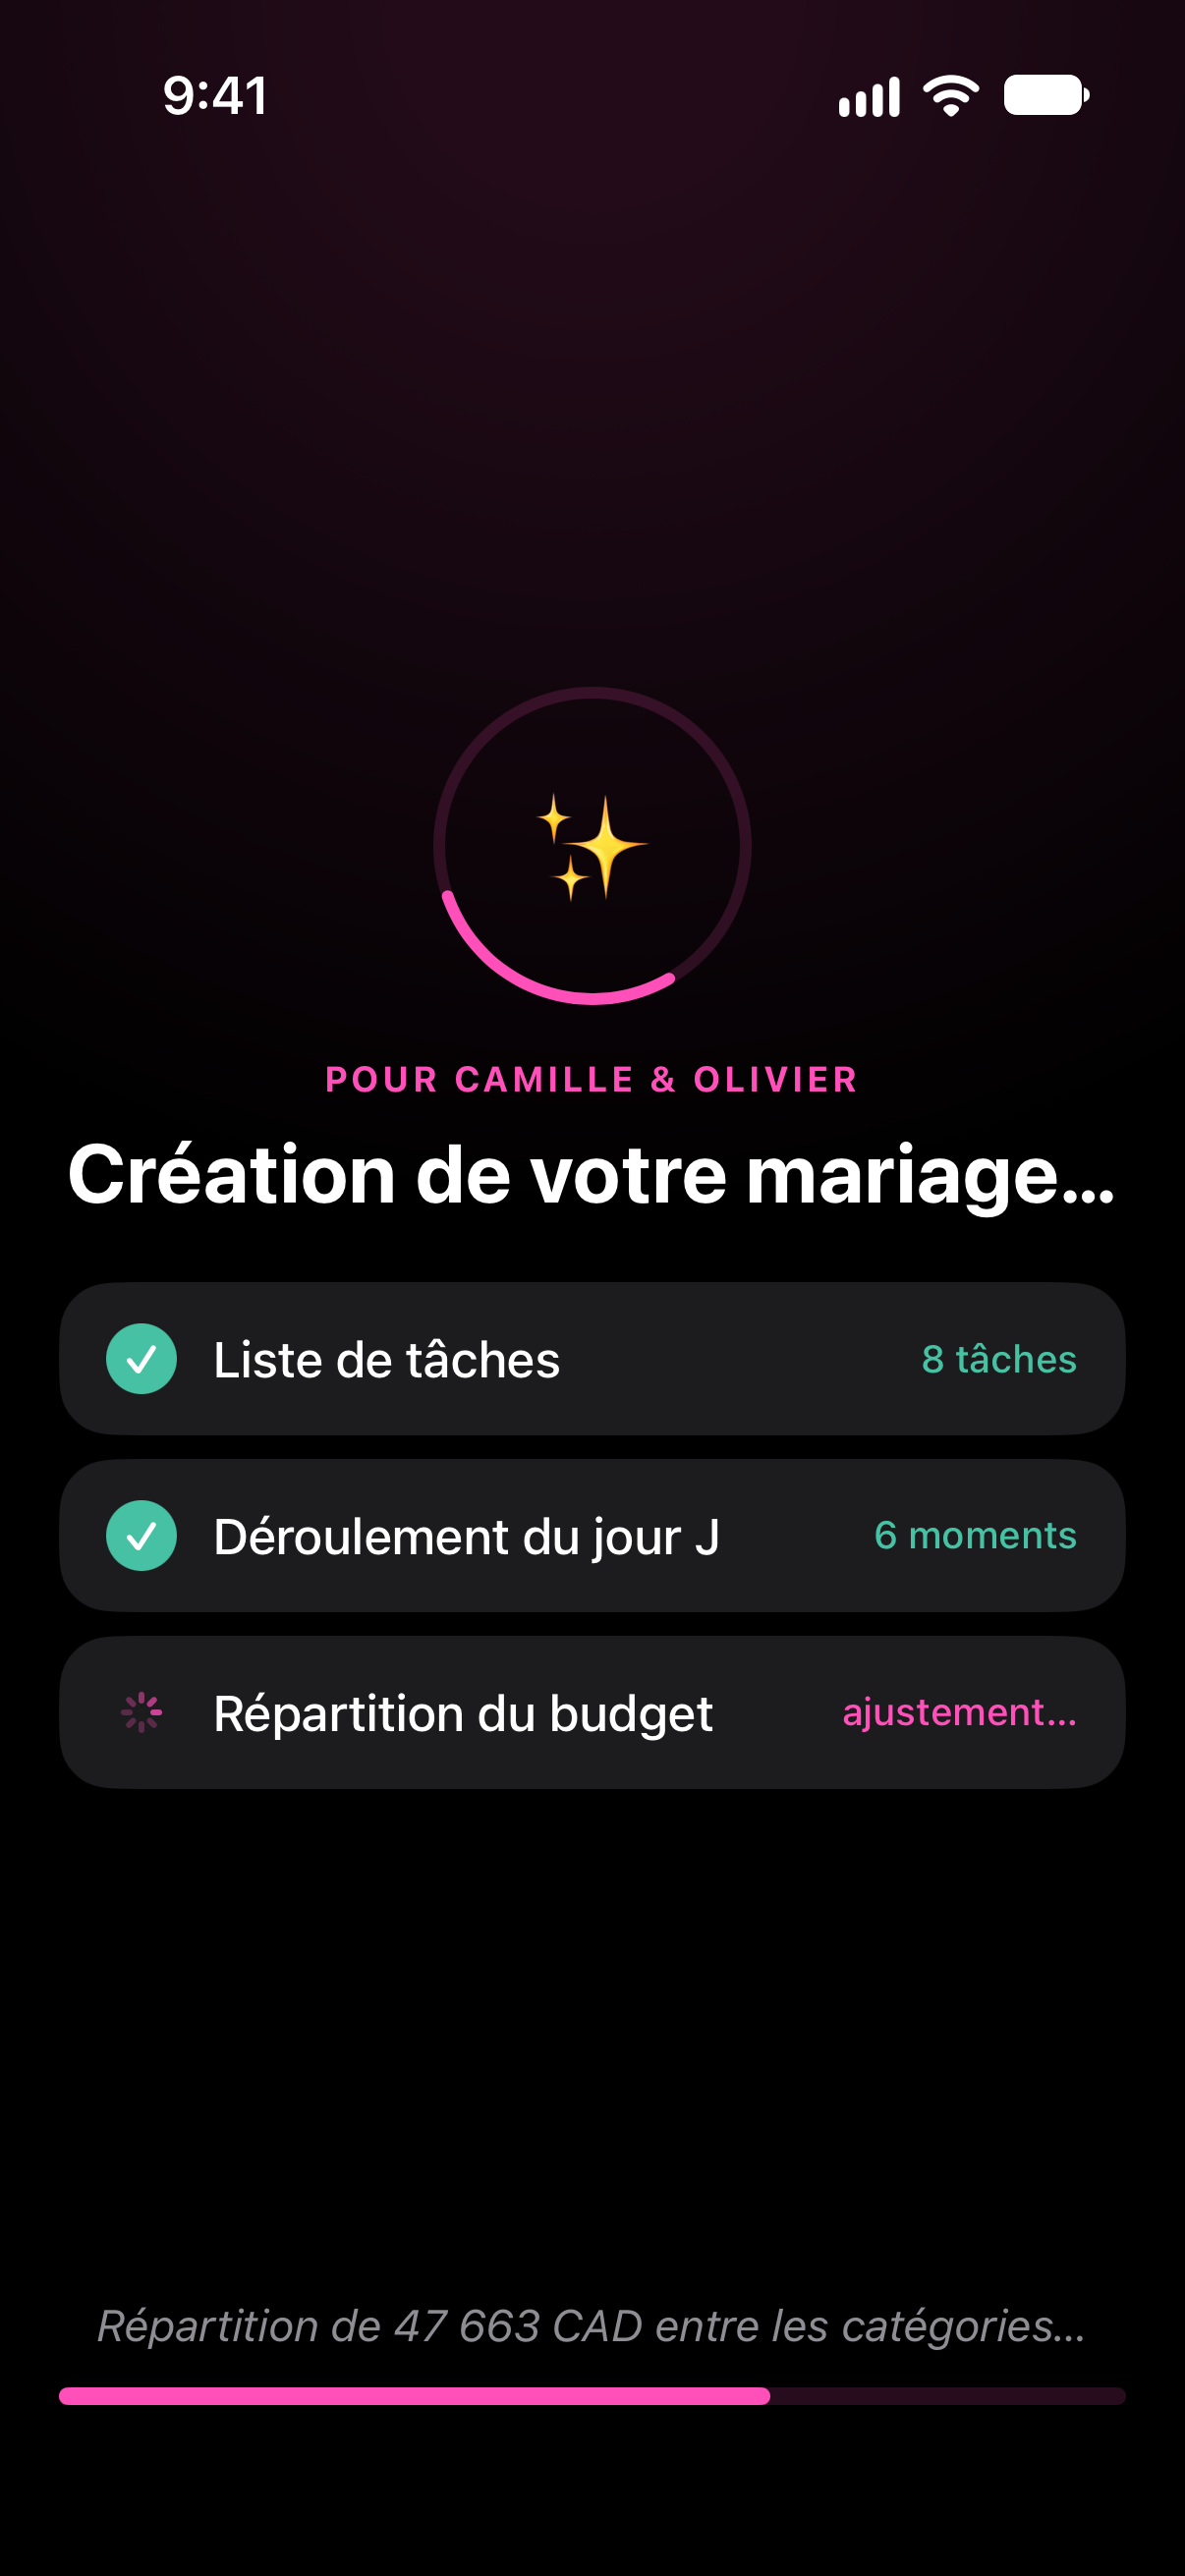 9:41
POUR CAMILLE & OLIVIER
Création de votre mariage...
Liste de tâches
8 tâches
Déroulement du jour J
6 moments
Répartition du budget
ajustement...
Répartition de 47 663 CAD entre les catégories...